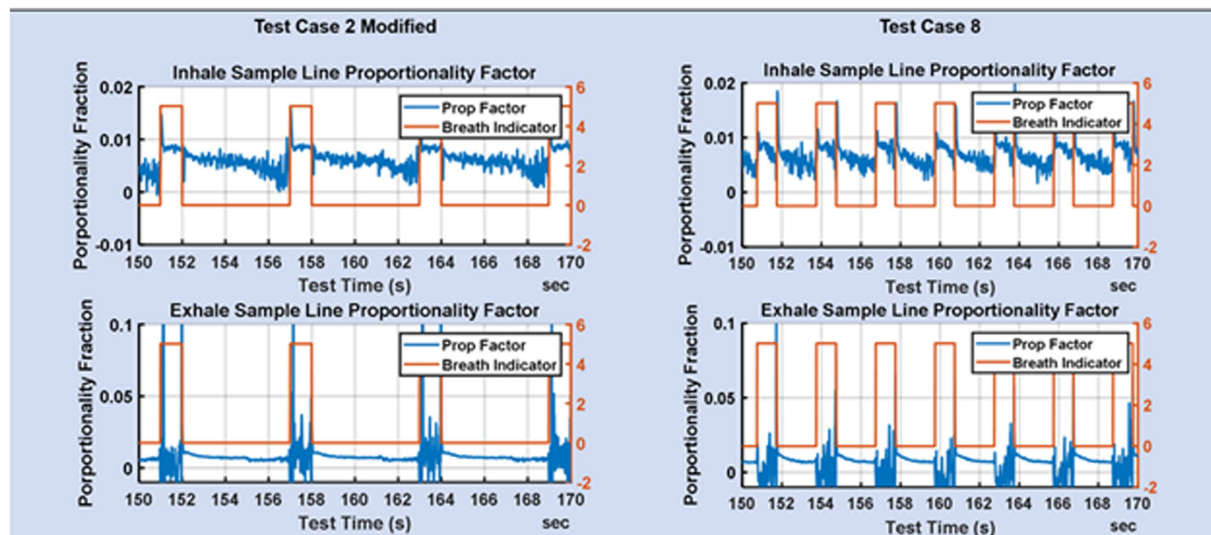 Test Case 2 Modified
Test Case 8
Inhale Sample Line Proportionality Factor
Porportionality Fraction
0.02
0.01
0
-0.01
6
4
2
0
-2
Prop Factor
Breath Indicator
150 152 154 156 158 160 162 164 166 168 170
Test Time (s)
sec
Inhale Sample Line Proportionality Factor
Porportionality Fraction
0.02
0.01
0
-0.01
6
4
2
0
-2
Prop Factor
Breath Indicator
150 152 154 156 158 160 162 164 166 168 170
Test Time (s)
sec
Exhale Sample Line Proportionality Factor
Porportionality Fraction
0.1
0.05
0
6
4
2
0
-2
Prop Factor
Breath Indicator
150 152 154 156 158 160 162 164 166 168 170
Test Time (s)
sec
Exhale Sample Line Proportionality Factor
Porportionality Fraction
0.1
0.05
0
6
4
2
0
-2
Prop Factor
Breath Indicator
150 152 154 156 158 160 162 164 166 168 170
Test Time (s)
sec